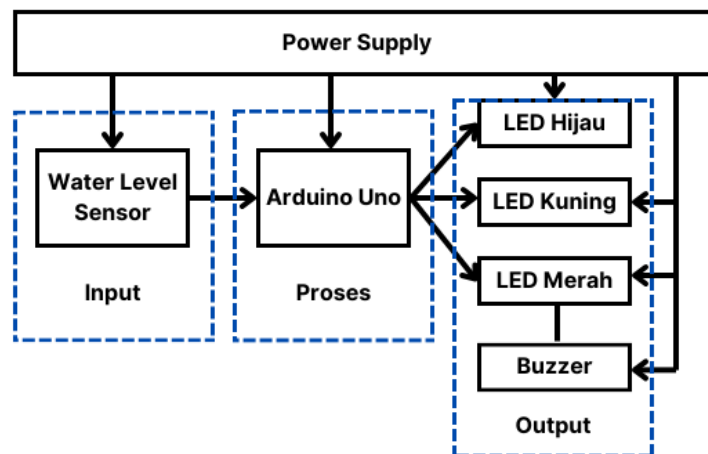 Power Supply
LED Hijau
Water Level
Sensor
Arduino Uno
LED Kuning
LED Merah
Input
Proses
Buzzer
Output